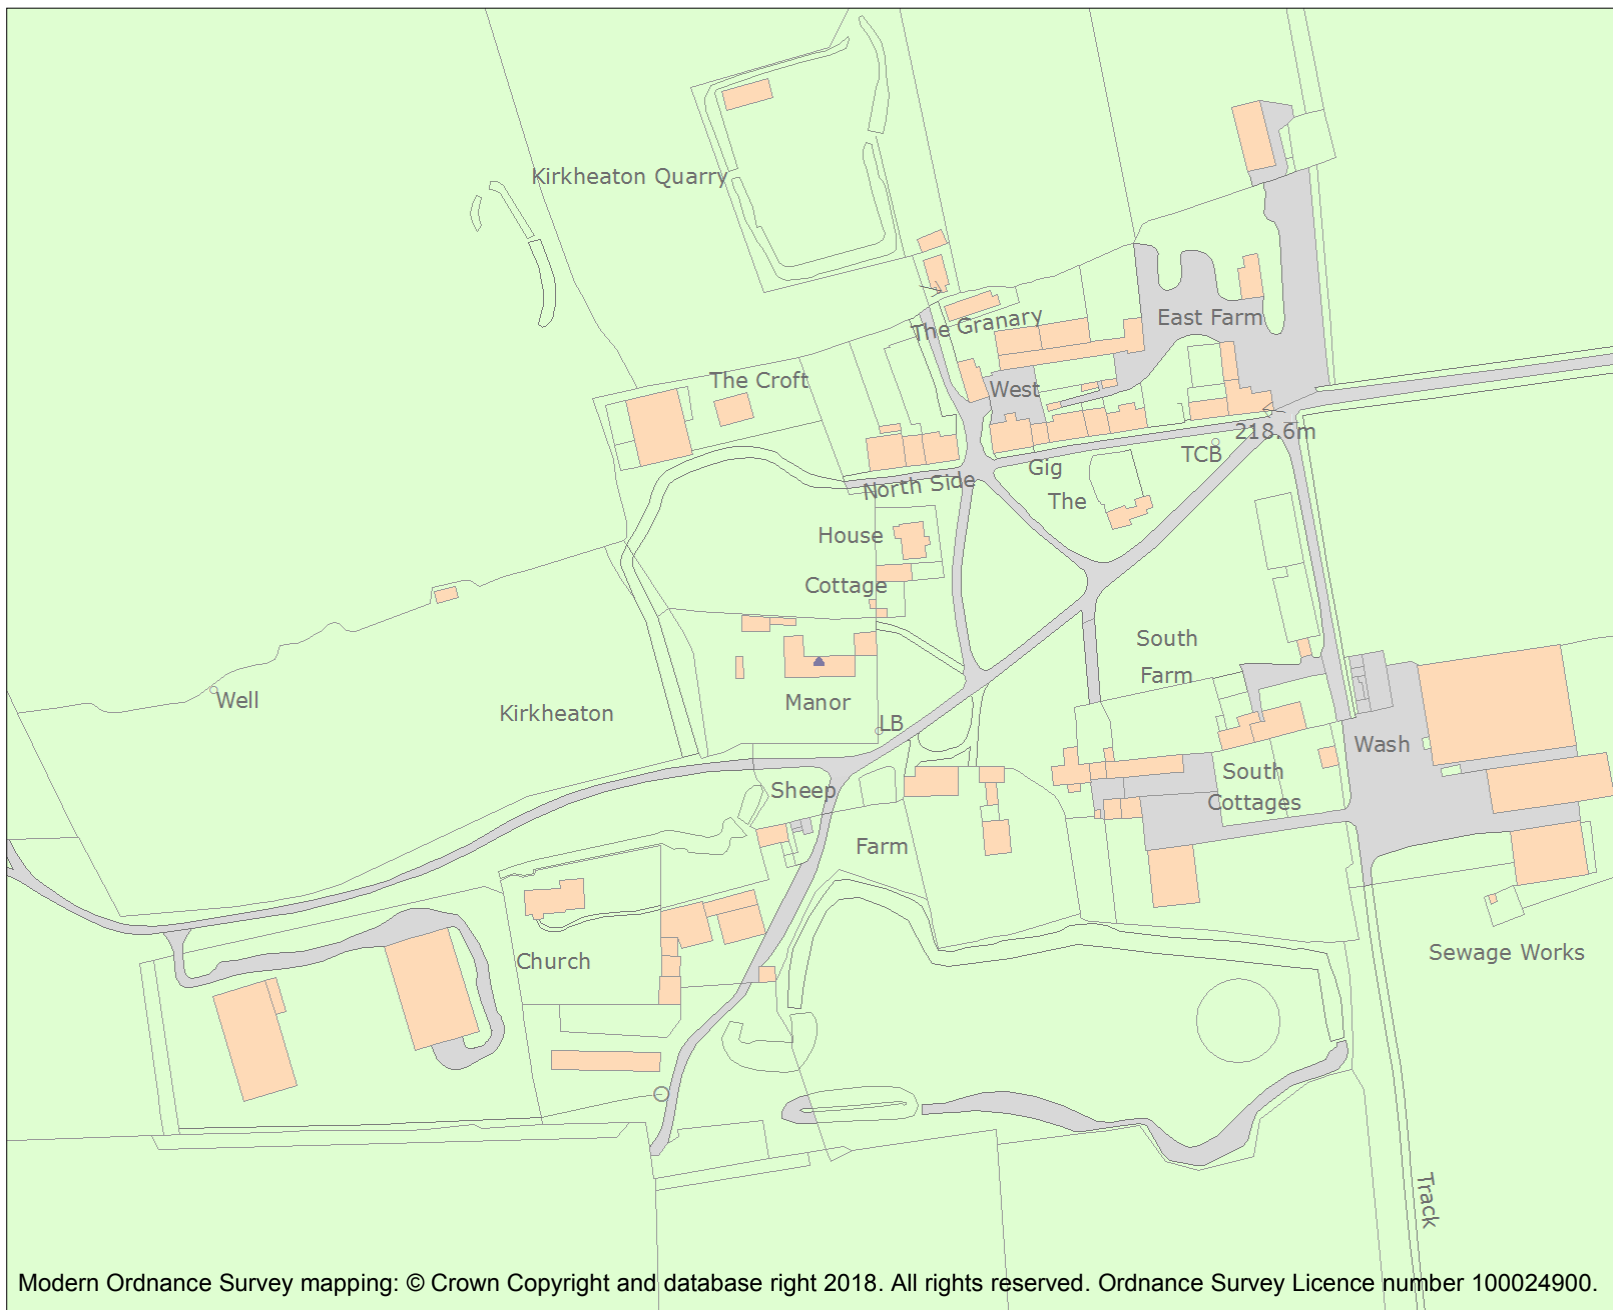 Kirkheaton Quarry
The Granary
East Farm
The Croft
West
218.6m
TCB
Gig
The
North Side
House
Cottage
South
Farm
Well
Kirkheaton
Manor
LB
Wash
South
Cottages
Sheep
Farm
Church
Sewage Works
Track
Modern Ordnance Survey mapping: © Crown Copyright and database right 2018. All rights reserved. Ordnance Survey Licence number 100024900.